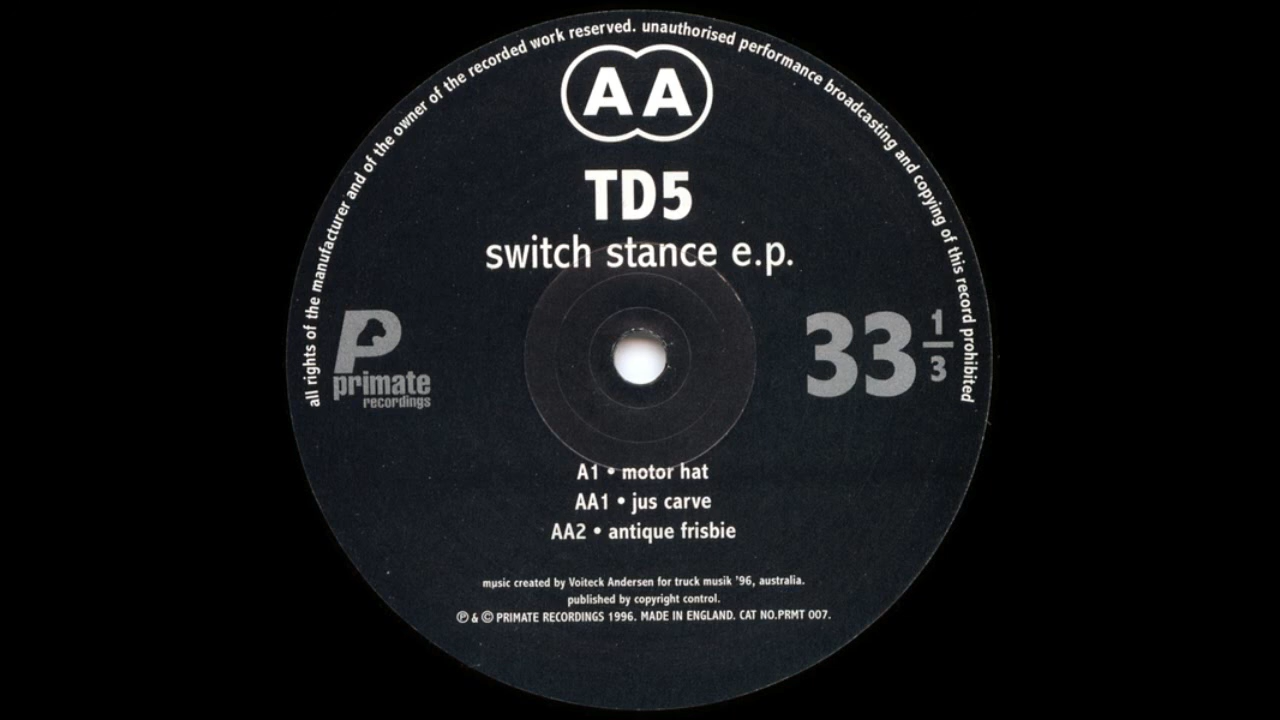 all rights of the manufacturer and of the owner of the recorded work reserved. unauthorised performance broadcasting and copying of this record prohibited
AA
TD5
switch stance e.p.
P
primate
recordings
33 1/3
A1 • motor hat
AA1 • jus carve
AA2 • antique frisbie
music created by Voiteck Andersen for truck musik '96, australia.
published by copyright control.
℗ & © PRIMATE RECORDINGS 1996. MADE IN ENGLAND. CAT NO.PRMT 007.